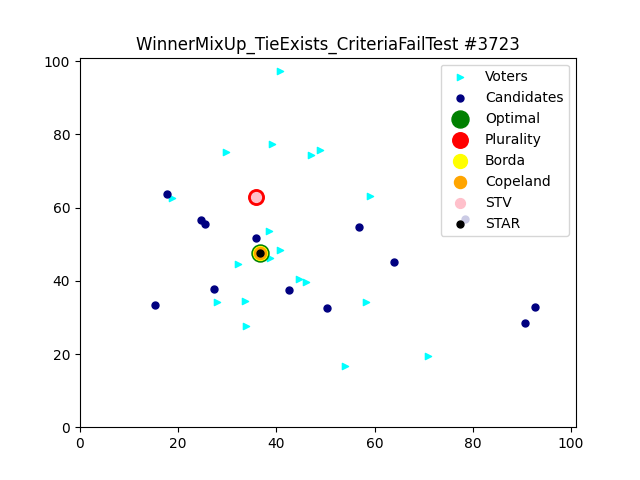 WinnerMixUp_TieExists_CriteriaFailTest #3723
100
80
60
40
20
0
0 20 40 60 80 100
Voters
Candidates
Optimal
Plurality
Borda
Copeland
STV
STAR